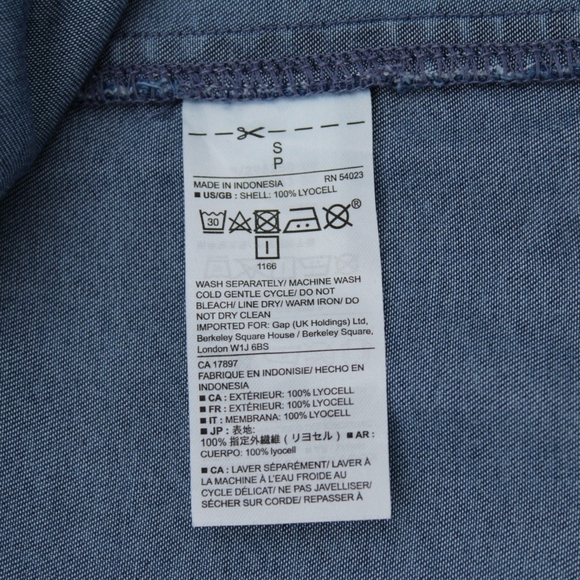 S
P
RN 54023
MADE IN INDONESIA
■ US/GB : SHELL: 100% LYOCELL
30
®
1166
WASH SEPARATELY/ MACHINE WASH
COLD GENTLE CYCLE/ DO NOT
BLEACH/ LINE DRY/ WARM IRON/ DO
NOT DRY CLEAN
IMPORTED FOR: Gap (UK Holdings) Ltd,
Berkeley Square House / Berkeley Square,
London W1J 6BS
CA 17897
FABRIQUE EN INDONISIE/ HECHO EN
INDONESIA
■ CA : EXTÉRIEUR: 100% LYOCELL
■ FR : EXTÉRIEUR: 100% LYOCELL
■ IT : MEMBRANA: 100% LYOCELL
■ JP : 表地:
100% 指定外繊維 (リヨセル) ■ AR :
CUERPO: 100% lyocell
■ CA : LAVER SÉPARÉMENT/ LAVER À
LA MACHINE À L'EAU FROIDE AU
CYCLE DÉLICAT/ NE PAS JAVELLISER/
SÉCHER SUR CORDE/ REPASSER À